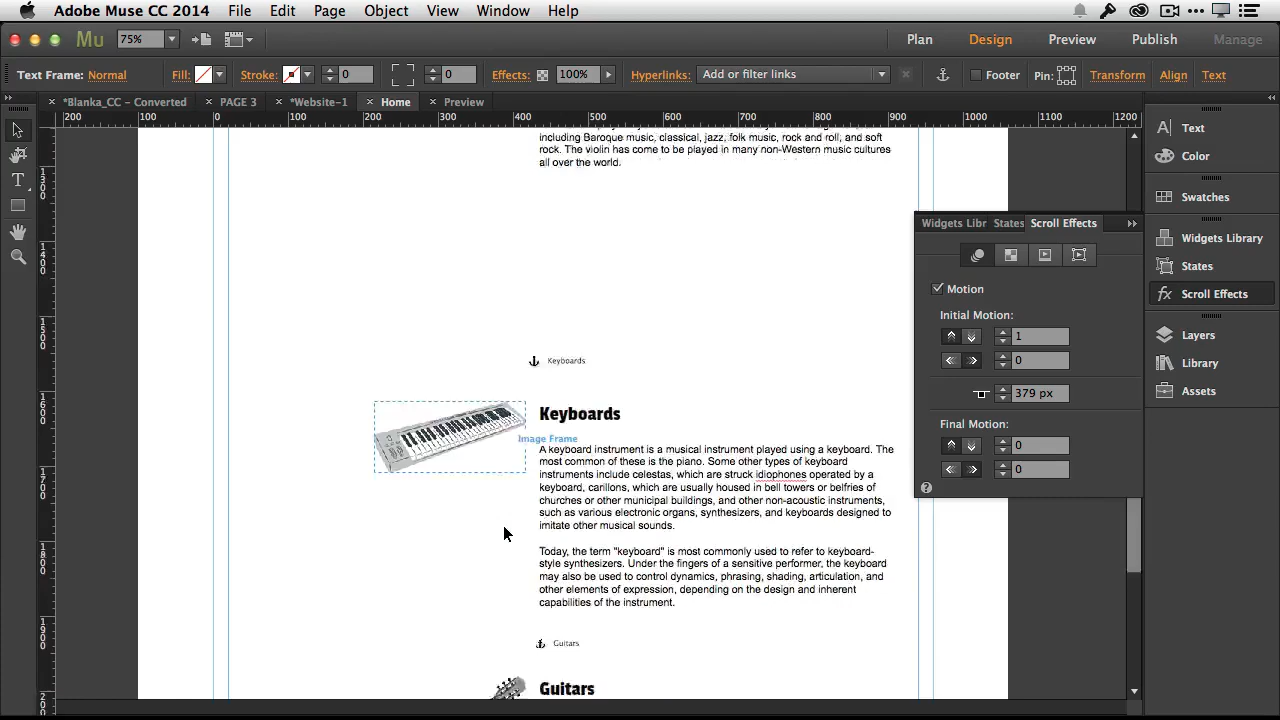 Adobe Muse CC 2014 File Edit Page Object View Window Help
Mu 75% Plan Design Preview Publish Manage
Text Frame: Normal Fill: Stroke: 0 0 Effects: 100% Hyperlinks: Add or filter links Footer Pin: Transform Align Text
*Blanka_CC – Converted PAGE 3 *Website-1 Home Preview
200 0 100 200 300 400 500 600 700 800 900 1000 1100 1200
1300
1400
1500
1600
1700
1800
1900
including Baroque music, classical, jazz, folk music, rock and roll, and soft
rock. The violin has come to be played in many non-Western music cultures
all over the world.
Keyboards
Keyboards
Image Frame
A keyboard instrument is a musical instrument played using a keyboard. The
most common of these is the piano. Some other types of keyboard
instruments include celestas, which are struck idiophones operated by a
keyboard, carillons, which are usually housed in bell towers or belfries of
churches or other municipal buildings, and other non-acoustic instruments,
such as various electronic organs, synthesizers, and keyboards designed to
imitate other musical sounds.
Today, the term "keyboard" is most commonly used to refer to keyboard-
style synthesizers. Under the fingers of a sensitive performer, the keyboard
may also be used to control dynamics, phrasing, shading, articulation, and
other elements of expression, depending on the design and inherent
capabilities of the instrument.
Guitars
Guitars
Widgets Libr States Scroll Effects
Motion
Initial Motion:
1
0
379 px
Final Motion:
0
0
Text
Color
Swatches
Widgets Library
States
Scroll Effects
Layers
Library
Assets